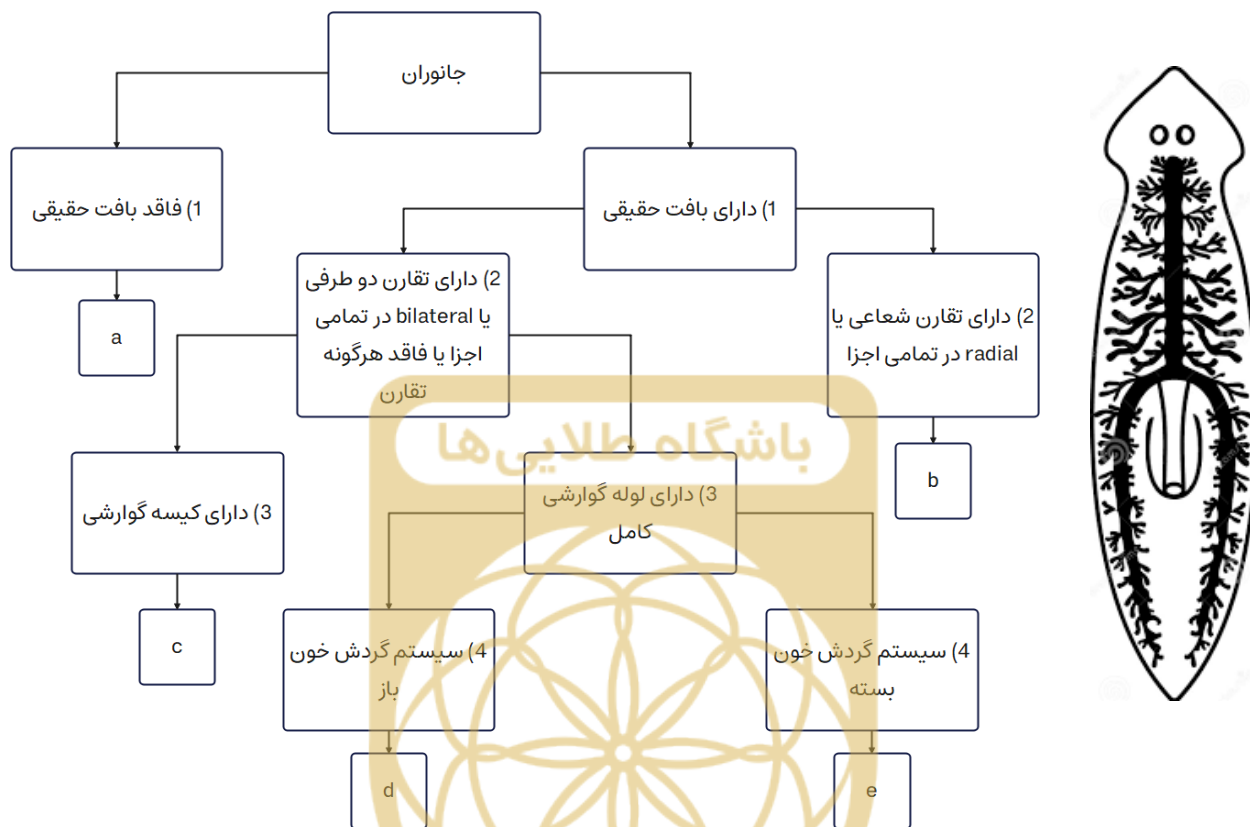 جانوران
1) فاقد بافت حقیقی
1) دارای بافت حقیقی
a
2) دارای تقارن دو طرفی
یا bilateral در تمامی
اجزا یا فاقد هرگونه
تقارن
2) دارای تقارن شعاعی یا
radial در تمامی اجزا
باشگاه طلایی‌ها
b
3) دارای کیسه گوارشی
3) دارای لوله گوارشی
کامل
c
4) سیستم گردش خون
باز
4) سیستم گردش خون
بسته
d
e